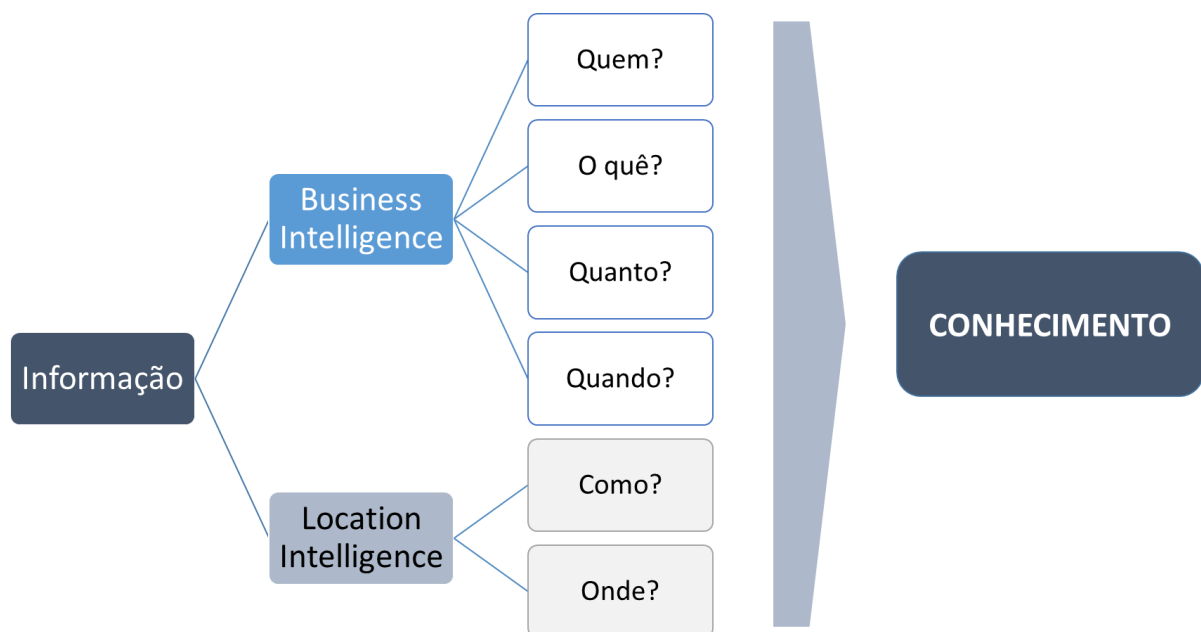 Informação
Business
Intelligence
Location
Intelligence
Quem?
O quê?
Quanto?
Quando?
Como?
Onde?
CONHECIMENTO